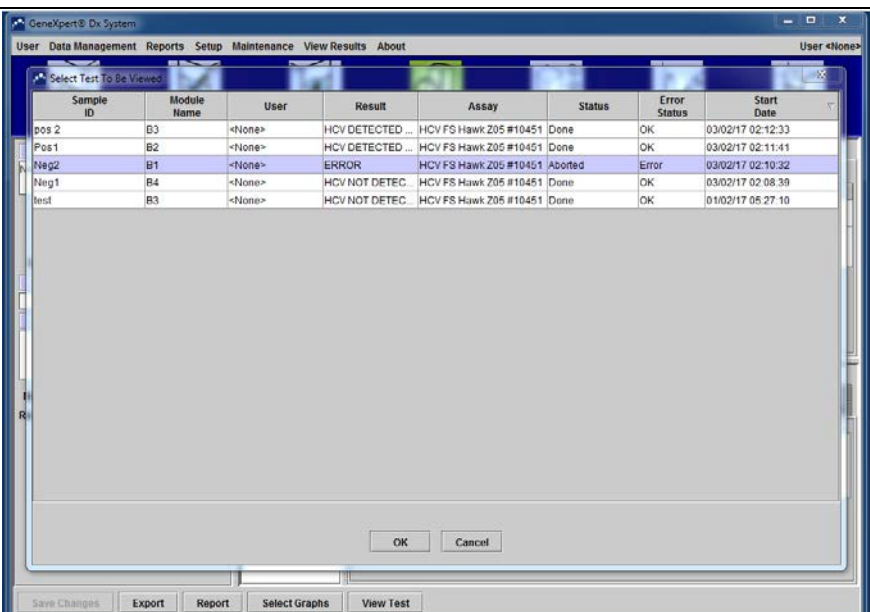 GeneXpert® Dx System
User Data Management Reports Setup Maintenance View Results About User <None>
Select Test To Be Viewed
Sample ID Module Name User Result Assay Status Error Status Start Date
pos 2 B3 <None> HCV DETECTED ... HCV FS Hawk Z05 #10451 Done OK 03/02/17 02:12:33
Pos1 B2 <None> HCV DETECTED ... HCV FS Hawk Z05 #10451 Done OK 03/02/17 02:11:41
Neg2 B1 <None> ERROR HCV FS Hawk Z05 #10451 Aborted Error 03/02/17 02:10:32
Neg1 B4 <None> HCV NOT DETEC... HCV FS Hawk Z05 #10451 Done OK 03/02/17 02:08:39
test B3 <None> HCV NOT DETEC... HCV FS Hawk Z05 #10451 Done OK 01/02/17 05:27:10
OK Cancel
Save Changes Export Report Select Graphs View Test